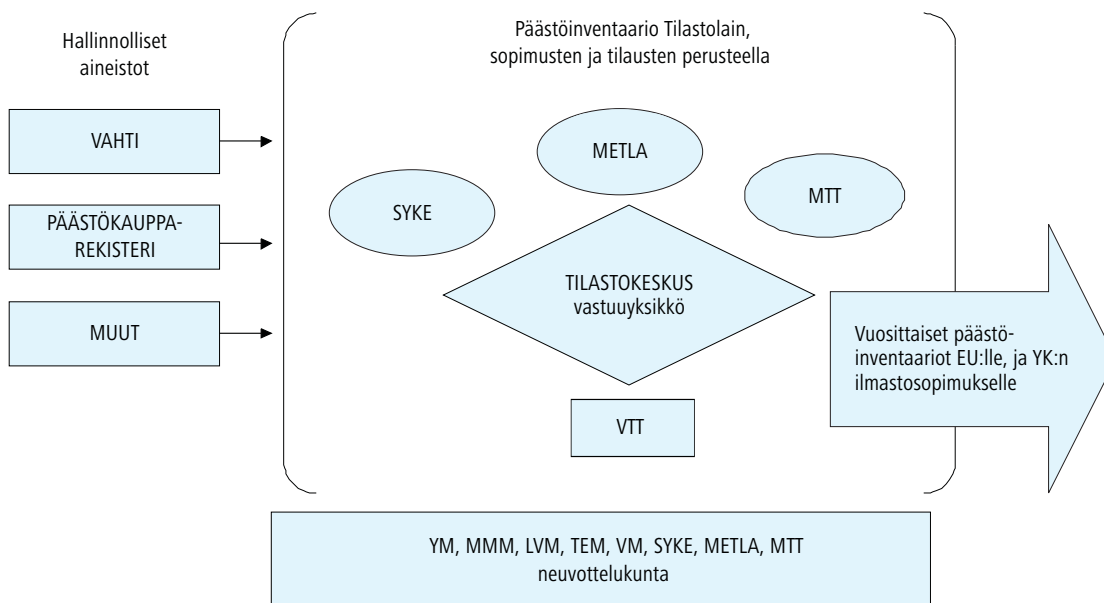 Hallinnolliset
aineistot
VAHTI
PÄÄSTÖKAUPPA-
REKISTERI
MUUT
Päästöinventaario Tilastolain,
sopimusten ja tilausten perusteella
METLA
SYKE
MTT
TILASTOKESKUS
vastuuyksikkö
VTT
Vuosittaiset päästö-
inventaariot EU:lle, ja YK:n
ilmastosopimukselle
YM, MMM, LVM, TEM, VM, SYKE, METLA, MTT
neuvottelukunta